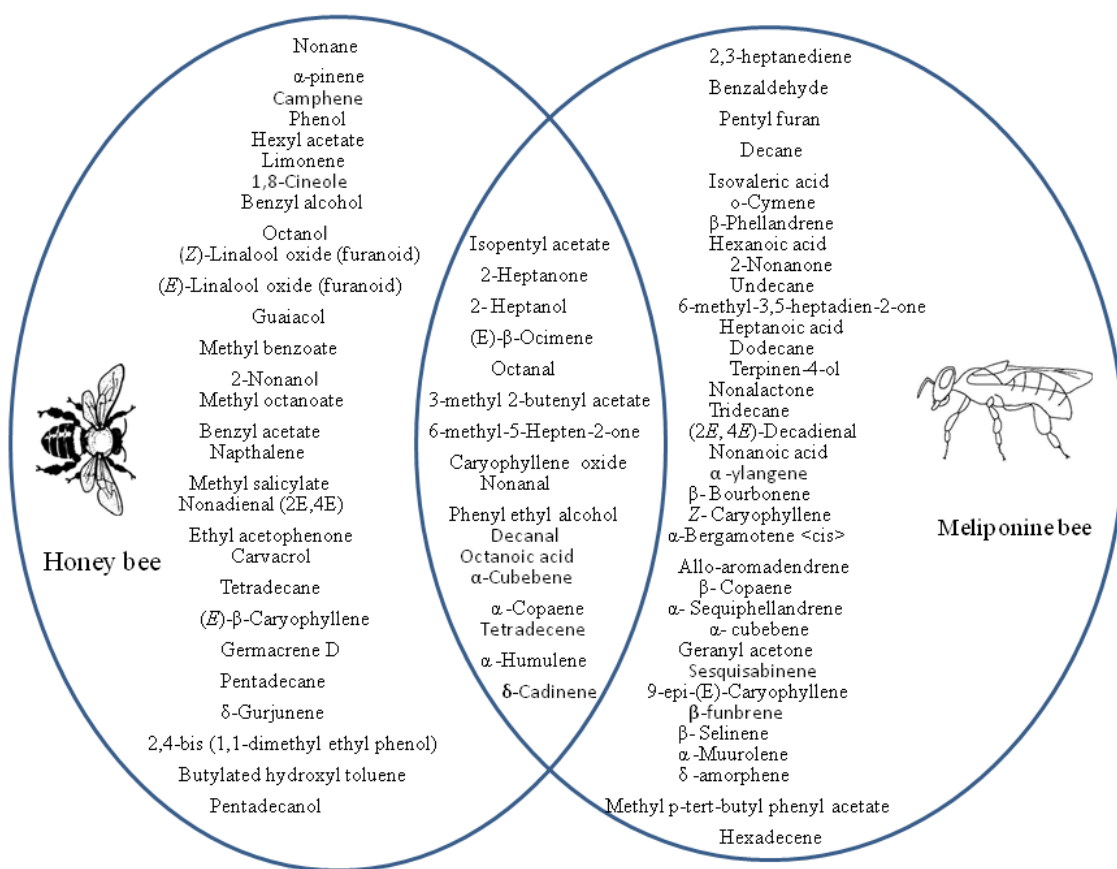 Nonane
α-pinene
Camphene
Phenol
Hexyl acetate
Limonene
1,8-Cineole
Benzyl alcohol
Octanol
(Z)-Linalool oxide (furanoid)
(E)-Linalool oxide (furanoid)
Guaiacol
Methyl benzoate
2-Nonanol
Methyl octanoate
Benzyl acetate
Napthalene
Methyl salicylate
Nonadienal (2E,4E)
Ethyl acetophenone
Carvacrol
Tetradecane
(E)-β-Caryophyllene
Germacrene D
Pentadecane
δ-Gurjunene
2,4-bis (1,1-dimethyl ethyl phenol)
Butylated hydroxyl toluene
Pentadecanol
Honey bee
Isopentyl acetate
2-Heptanone
2- Heptanol
(E)-β-Ocimene
Octanal
3-methyl 2-butenyl acetate
6-methyl-5-Hepten-2-one
Caryophyllene oxide
Nonanal
Phenyl ethyl alcohol
Decanal
Octanoic acid
α-Cubebene
α -Copaene
Tetradecene
α -Humulene
δ-Cadinene
2,3-heptanediene
Benzaldehyde
Pentyl furan
Decane
Isovaleric acid
o-Cymene
β-Phellandrene
Hexanoic acid
2-Nonanone
Undecane
6-methyl-3,5-heptadien-2-one
Heptanoic acid
Dodecane
Terpinen-4-ol
Nonalactone
Tridecane
(2E, 4E)-Decadienal
Nonanoic acid
α -ylangene
β- Bourbonene
Z- Caryophyllene
α-Bergamotene <cis>
Allo-aromadendrene
β- Copaene
α- Sequiphellandrene
α- cubebene
Geranyl acetone
Sesquisabinene
9-epi-(E)-Caryophyllene
β-funbrene
β- Selinene
α -Muurolene
δ -amorphene
Methyl p-tert-butyl phenyl acetate
Hexadecene
Meliponine bee